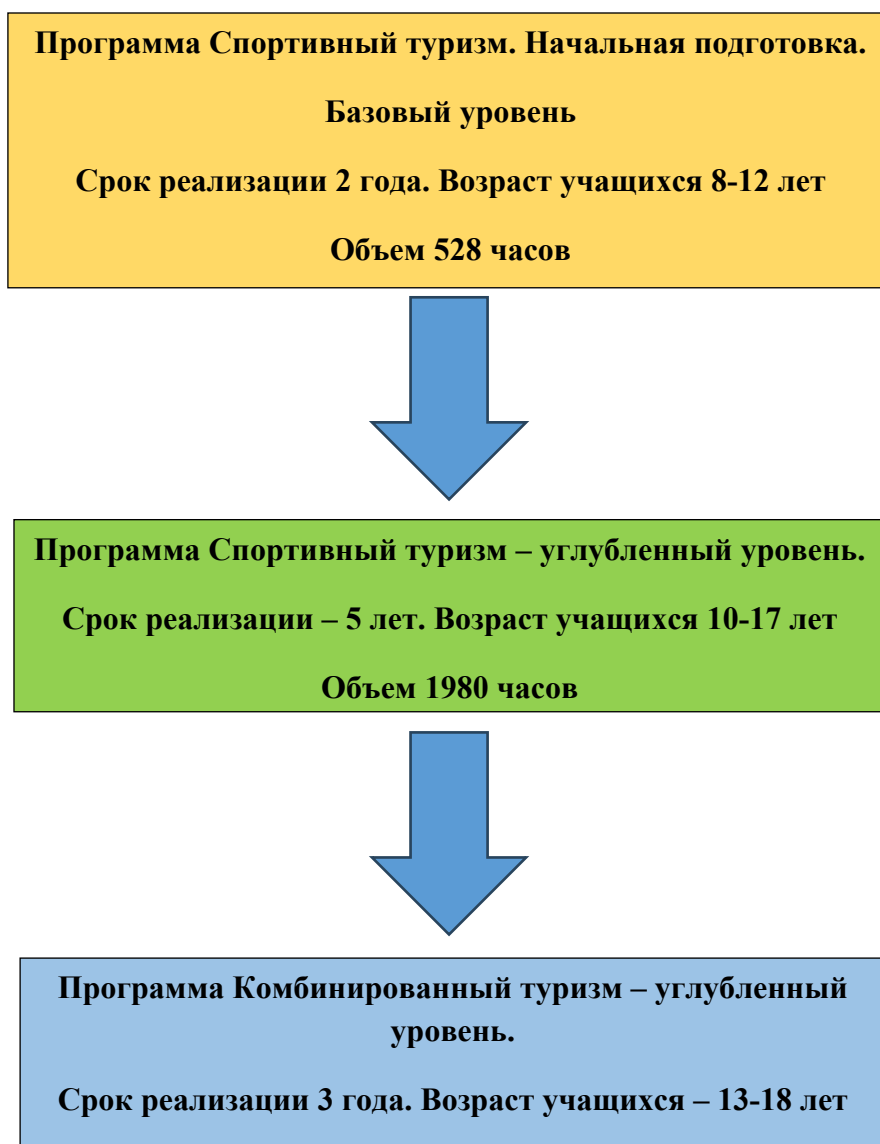 Программа Спортивный туризм. Начальная подготовка.
Базовый уровень
Срок реализации 2 года. Возраст учащихся 8-12 лет
Объем 528 часов
Программа Спортивный туризм – углубленный уровень.
Срок реализации – 5 лет. Возраст учащихся 10-17 лет
Объем 1980 часов
Программа Комбинированный туризм – углубленный
уровень.
Срок реализации 3 года. Возраст учащихся – 13-18 лет